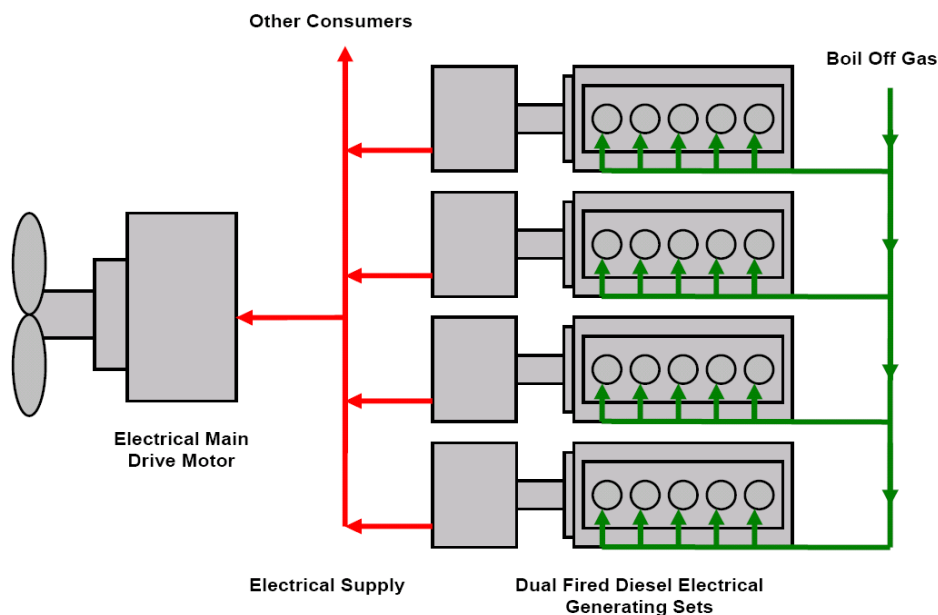 Other Consumers
Boil Off Gas
Electrical Main
Drive Motor
Electrical Supply
Dual Fired Diesel Electrical
Generating Sets